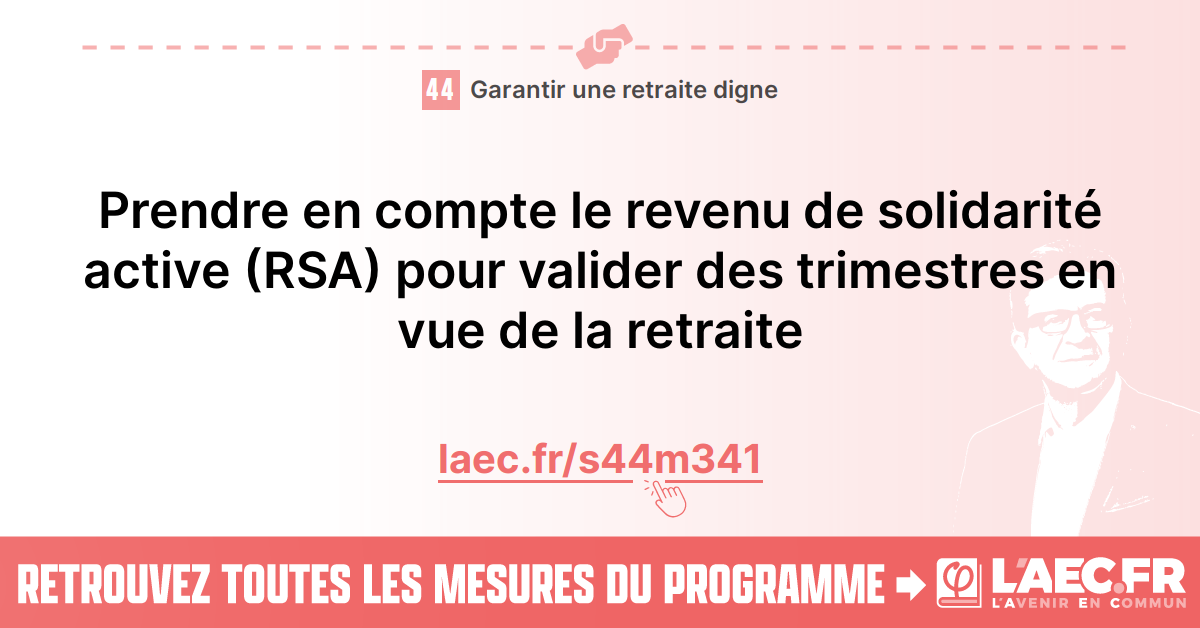 44 Garantir une retraite digne
Prendre en compte le revenu de solidarité
active (RSA) pour valider des trimestres en
vue de la retraite
laec.fr/s44m341
RETROUVEZ TOUTES LES MESURES DU PROGRAMME
φ L'AEC.FR
L'AVENIR EN COMMUN